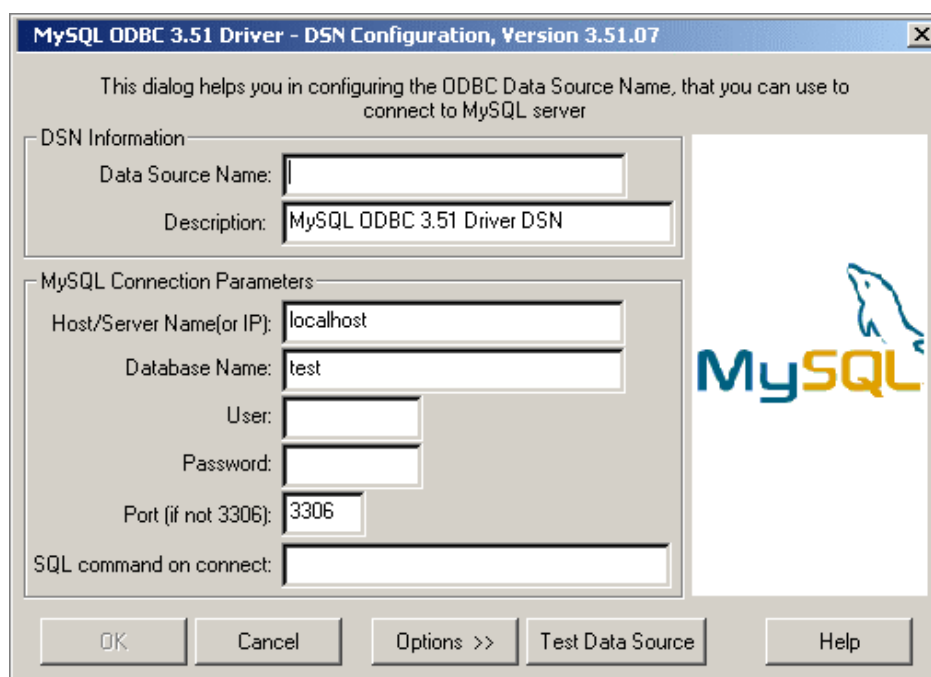 MySQL ODBC 3.51 Driver - DSN Configuration, Version 3.51.07
This dialog helps you in configuring the ODBC Data Source Name, that you can use to
connect to MySQL server
DSN Information
Data Source Name:
Description: MySQL ODBC 3.51 Driver DSN
MySQL Connection Parameters
Host/Server Name(or IP): localhost
Database Name: test
User:
Password:
Port (if not 3306): 3306
SQL command on connect:
MySQL
OK Cancel Options >> Test Data Source Help